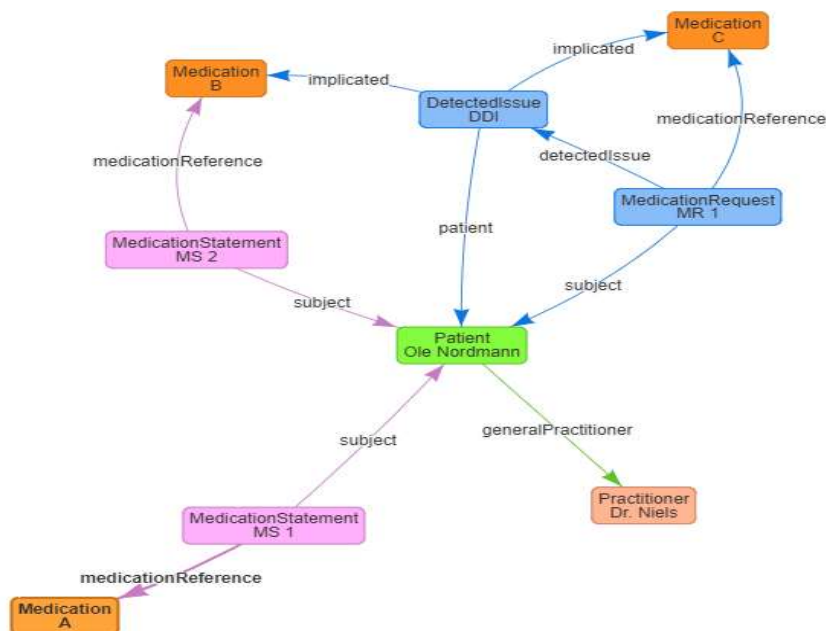 Medication
C
implicated
Medication
B
implicated
DetectedIssue
DDI
medicationReference
detectedIssue
medicationReference
MedicationRequest
MR 1
patient
MedicationStatement
MS 2
subject
subject
Patient
Ole Nordmann
generalPractitioner
subject
Practitioner
Dr. Niels
MedicationStatement
MS 1
medicationReference
Medication
A